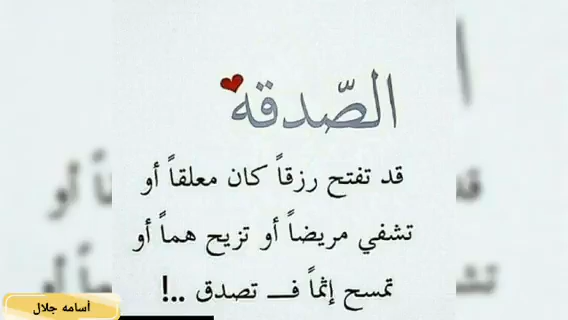 الصّدقه
قد تفتح رزقاً كان معلقاً أو
تشفي مريضاً أو تزيح هماً أو
تمسح إثماً فـــ تصدق ..!
أسامه جلال